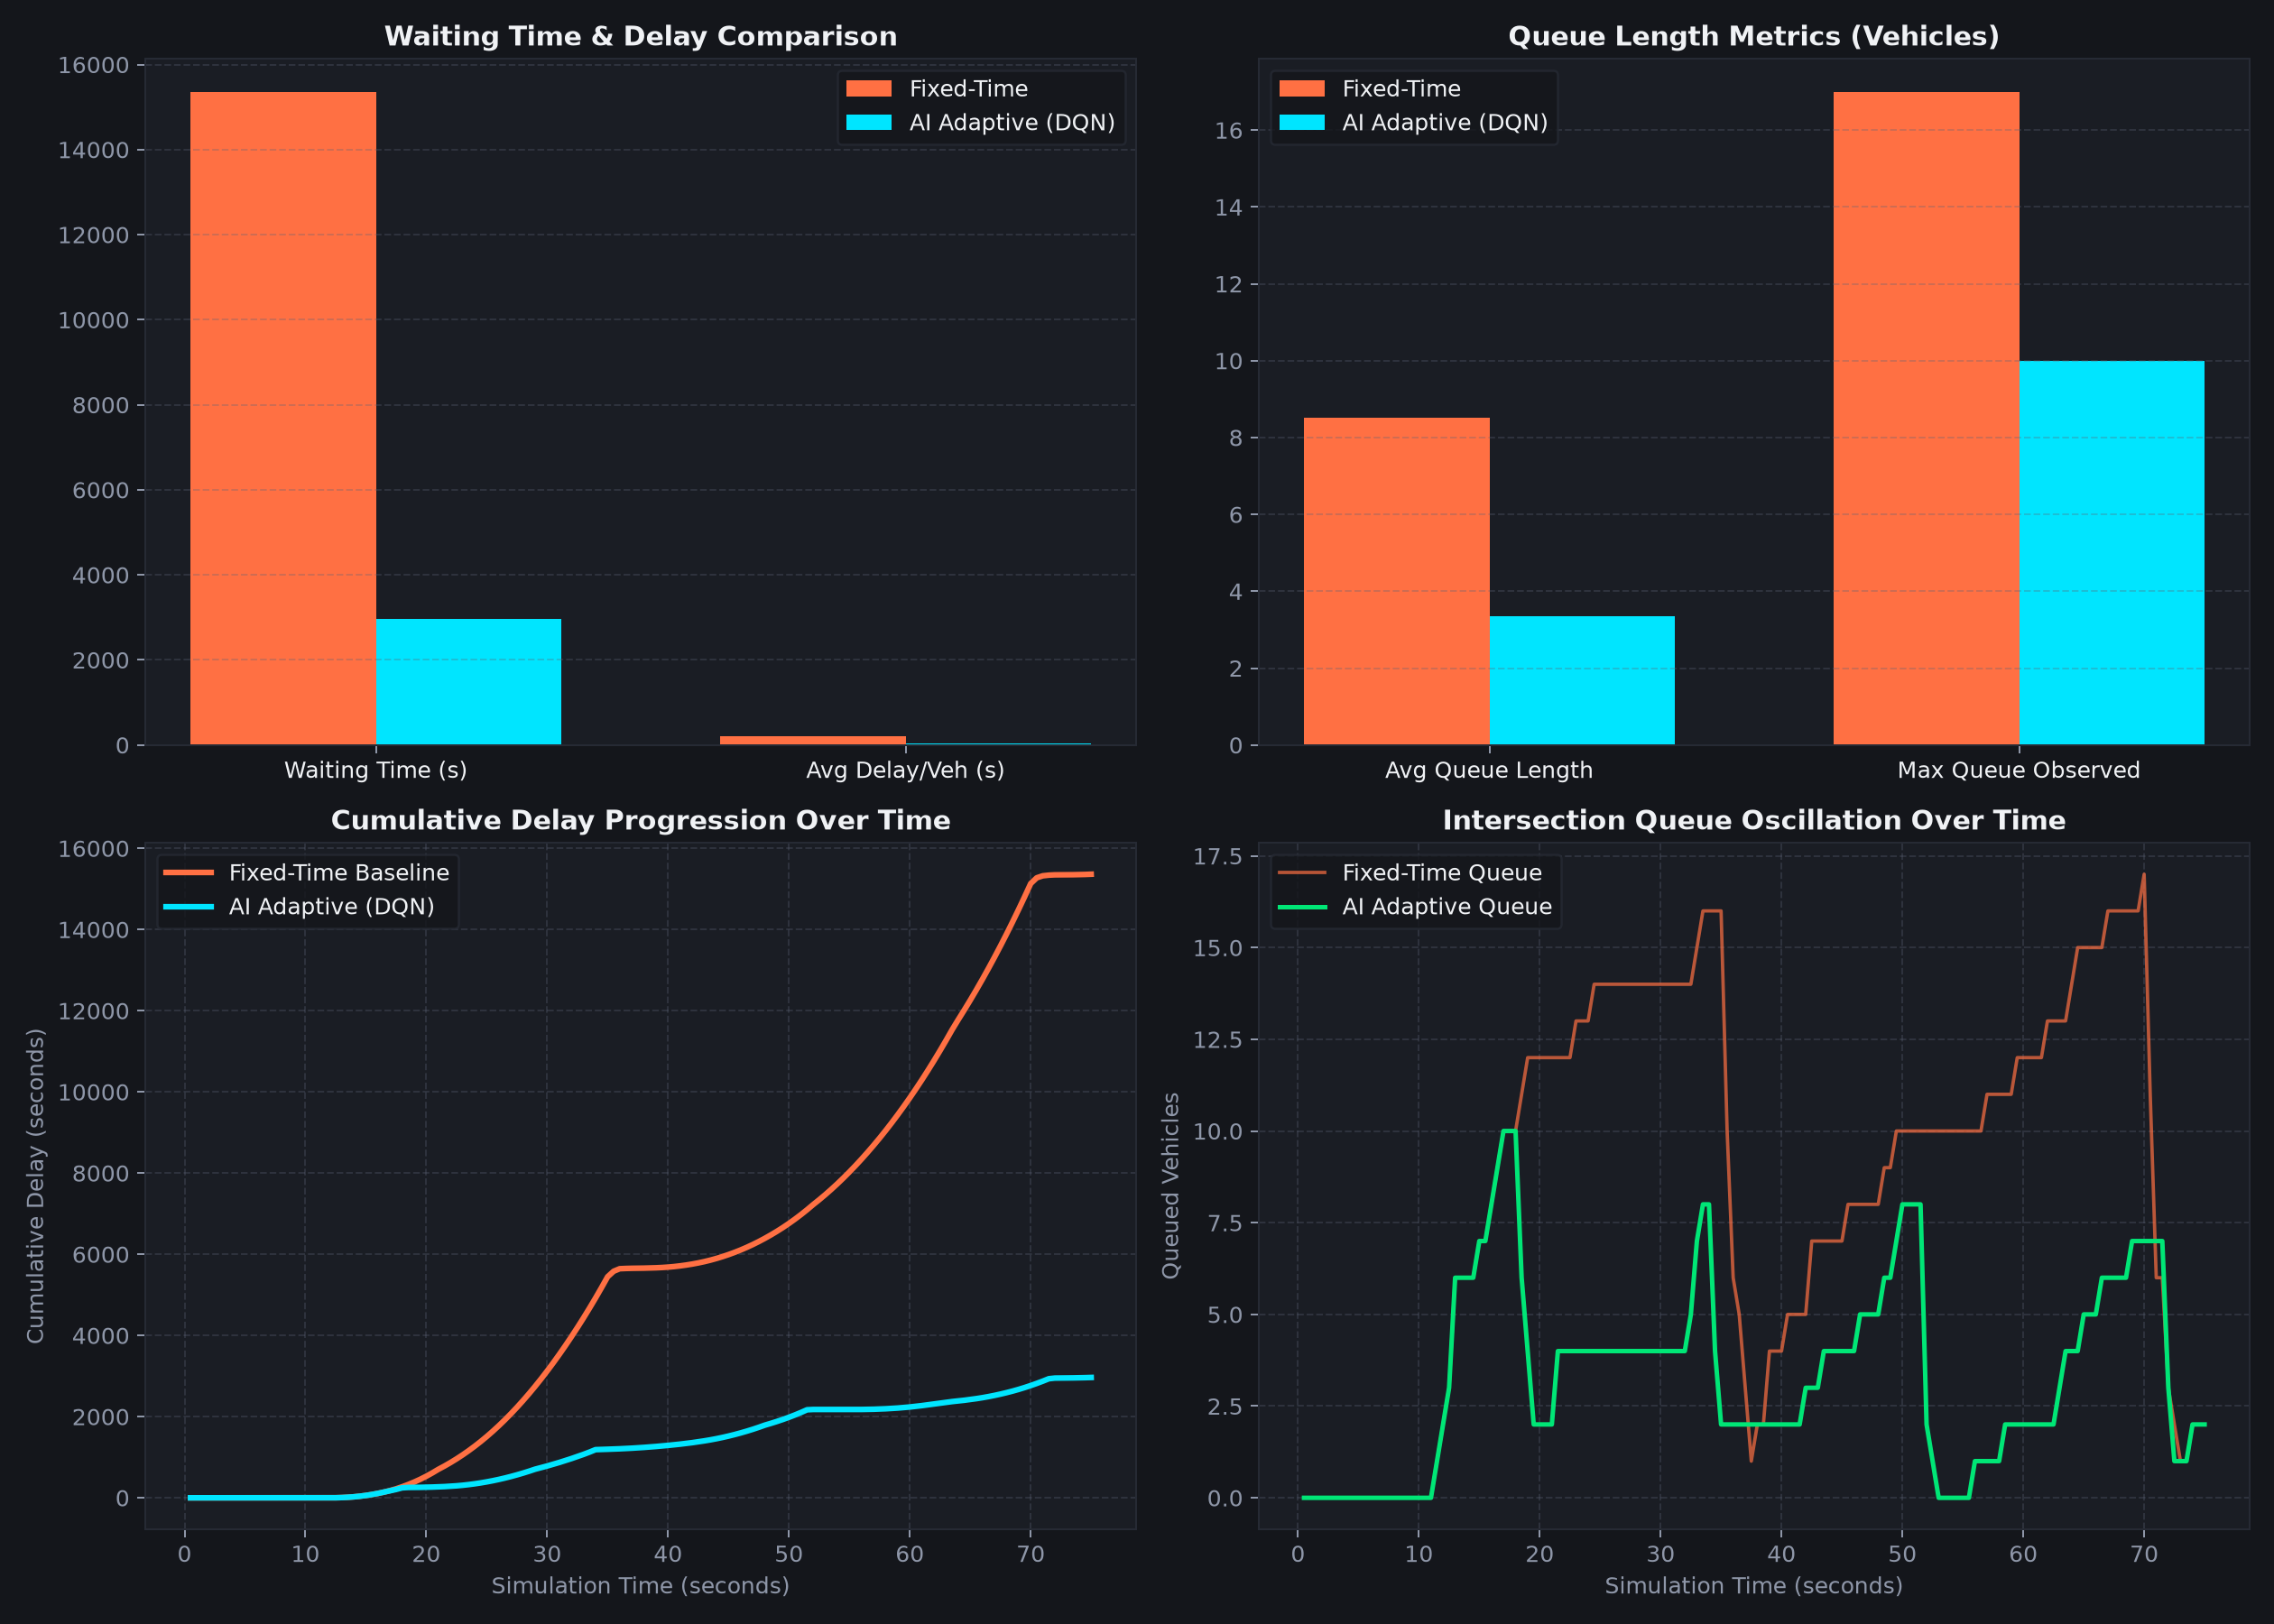 Waiting Time & Delay Comparison
16000
14000
12000
10000
8000
6000
4000
2000
0
Fixed-Time
AI Adaptive (DQN)
Waiting Time (s)
Avg Delay/Veh (s)
Queue Length Metrics (Vehicles)
16
14
12
10
8
6
4
2
0
Fixed-Time
AI Adaptive (DQN)
Avg Queue Length
Max Queue Observed
Cumulative Delay Progression Over Time
Cumulative Delay (seconds)
16000
14000
12000
10000
8000
6000
4000
2000
0
Fixed-Time Baseline
AI Adaptive (DQN)
0 10 20 30 40 50 60 70
Simulation Time (seconds)
Intersection Queue Oscillation Over Time
Queued Vehicles
17.5
15.0
12.5
10.0
7.5
5.0
2.5
0.0
Fixed-Time Queue
AI Adaptive Queue
0 10 20 30 40 50 60 70
Simulation Time (seconds)